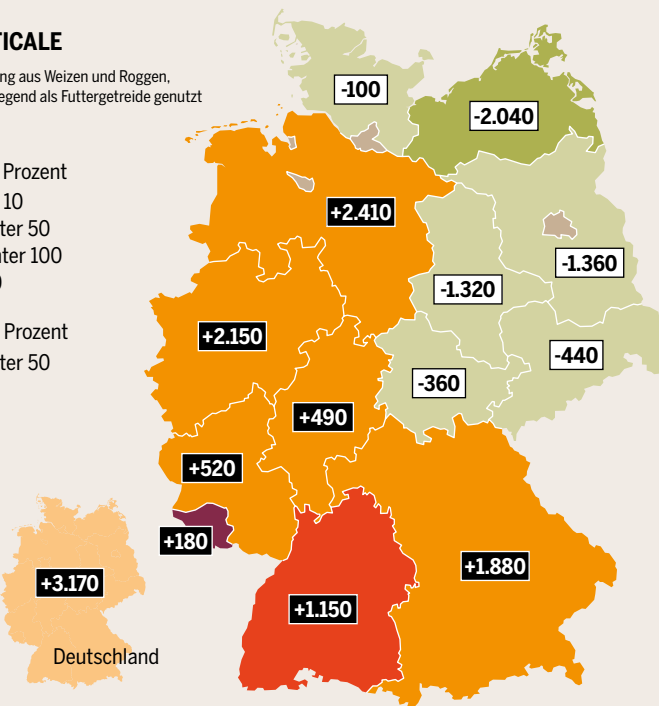 TICALE
ng aus Weizen und Roggen,
egend als Futtergetreide genutzt
Prozent
10
ter 50
ter 100
Prozent
ter 50
-100
-2.040
+2.410
-1.360
-1.320
+2.150
-440
-360
+490
+520
+180
+3.170
+1.880
+1.150
Deutschland